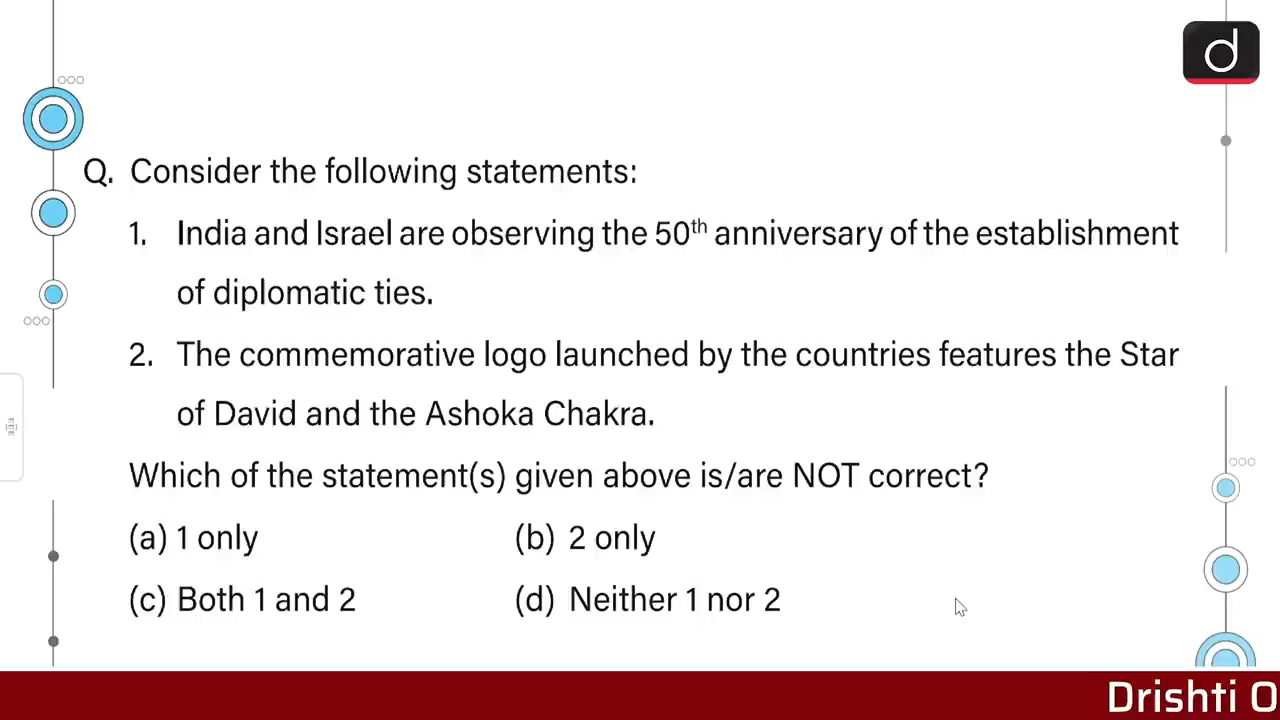 Q. Consider the following statements:
1. India and Israel are observing the 50th anniversary of the establishment
of diplomatic ties.
2. The commemorative logo launched by the countries features the Star
of David and the Ashoka Chakra.
Which of the statement(s) given above is/are NOT correct?
(a) 1 only (b) 2 only
(c) Both 1 and 2 (d) Neither 1 nor 2
Drishti O